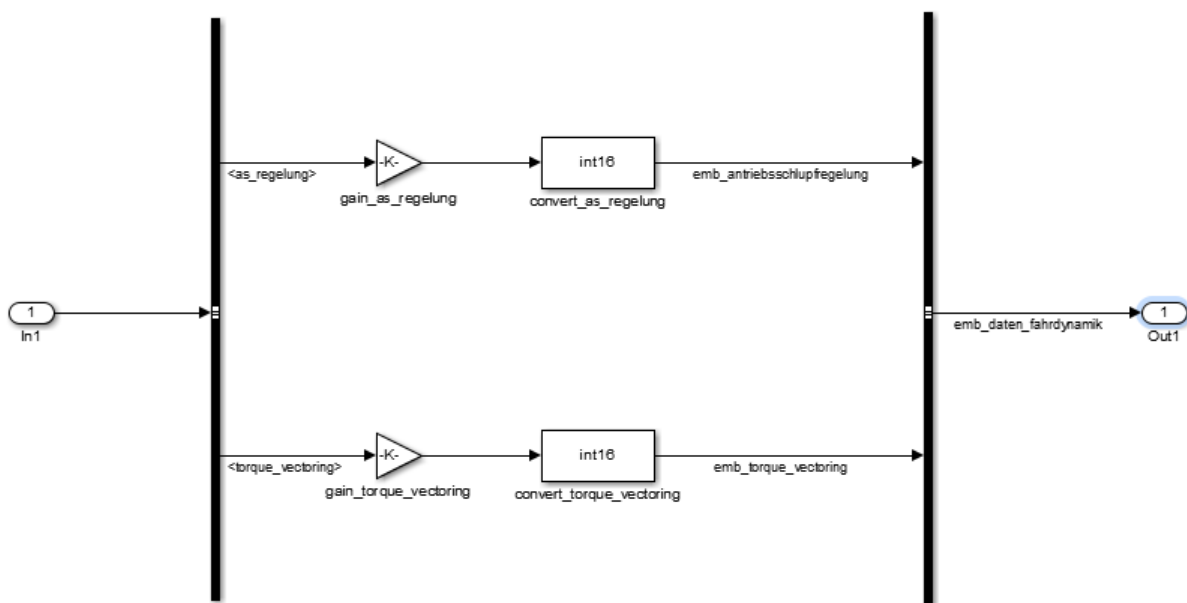 <as_regelung>
-K-
gain_as_regelung
int16
convert_as_regelung
emb_antriebsschlupfregelung
1
In1
emb_daten_fahrdynamik
1
Out1
<torque_vectoring>
-K-
gain_torque_vectoring
int16
convert_torque_vectoring
emb_torque_vectoring